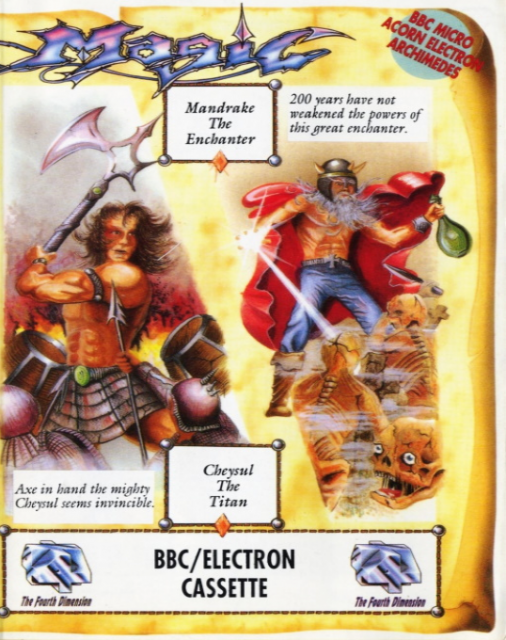 Magic
BBC MICRO
ACORN ELECTRON
ARCHIMEDES
Mandrake
The
Enchanter
200 years have not
weakened the powers of
this great enchanter.
Axe in hand the mighty
Cheysul seems invincible.
Cheysul
The
Titan
The Fourth Dimension
BBC/ELECTRON
CASSETTE
The Fourth Dimension